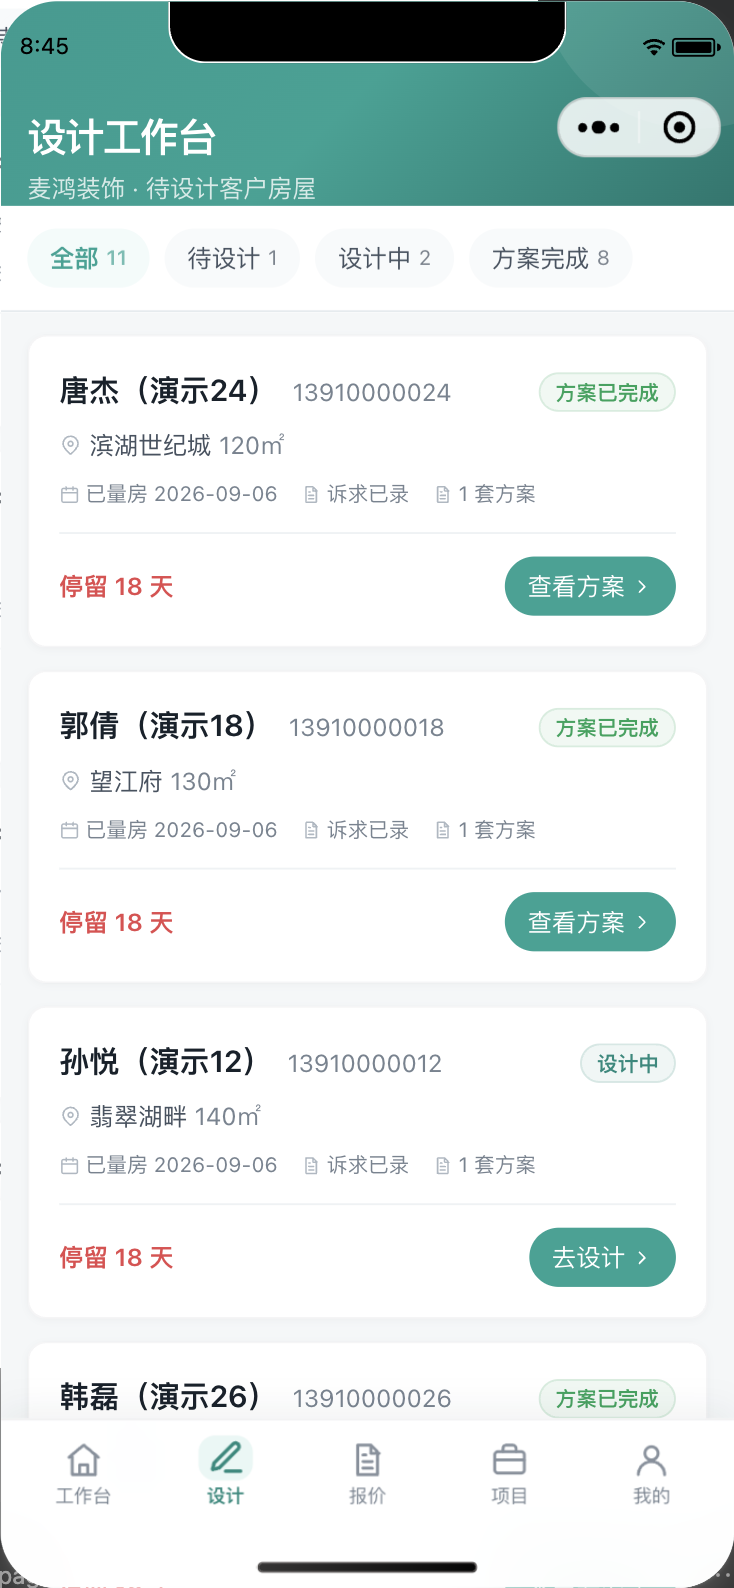 8:45
设计工作台
麦鸿装饰 · 待设计客户房屋
全部 11 待设计 1 设计中 2 方案完成 8
唐杰（演示24） 13910000024 方案已完成
滨湖世纪城 120㎡
已量房 2026-09-06 诉求已录 1 套方案
停留 18 天 查看方案 >
郭倩（演示18） 13910000018 方案已完成
望江府 130㎡
已量房 2026-09-06 诉求已录 1 套方案
停留 18 天 查看方案 >
孙悦（演示12） 13910000012 设计中
翡翠湖畔 140㎡
已量房 2026-09-06 诉求已录 1 套方案
停留 18 天 去设计 >
韩磊（演示26） 13910000026 方案已完成
工作台 设计 报价 项目 我的